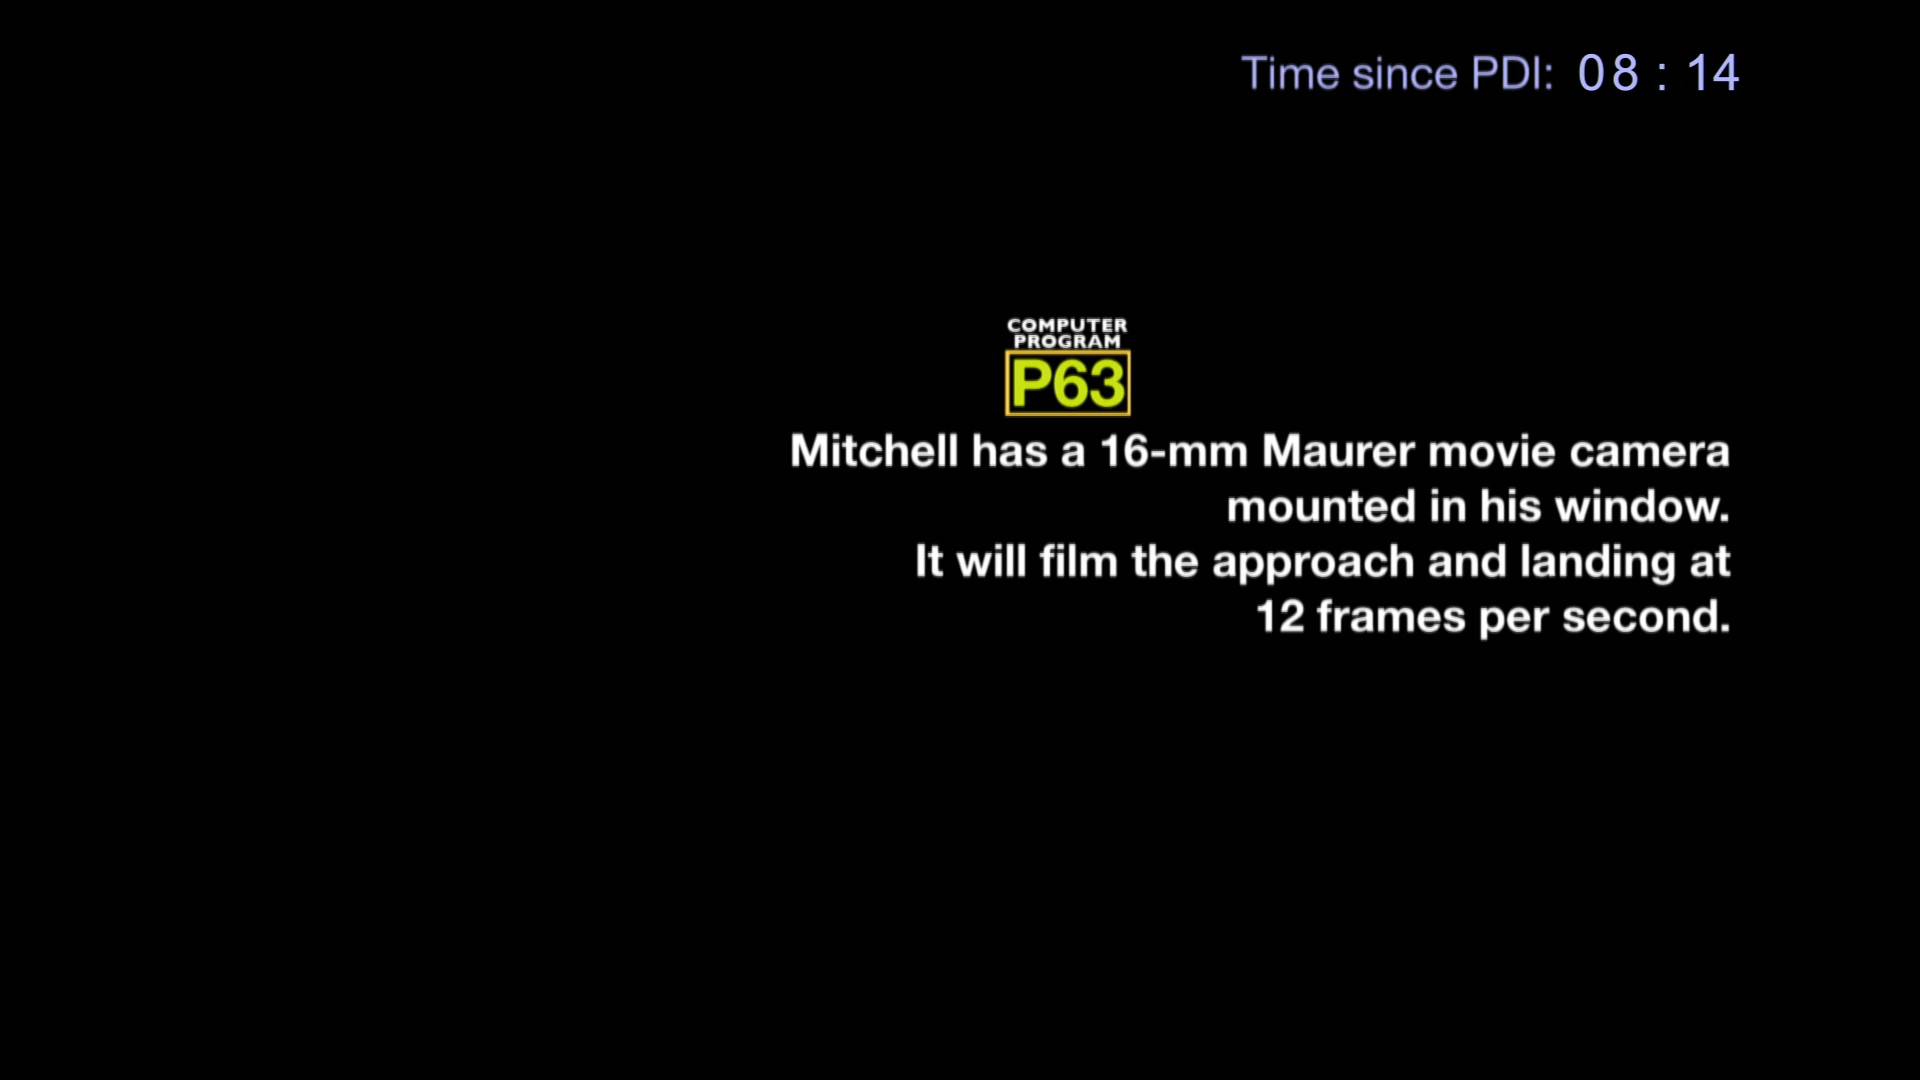 Time since PDI: 08 : 14
COMPUTER
PROGRAM
P63
Mitchell has a 16-mm Maurer movie camera
mounted in his window.
It will film the approach and landing at
12 frames per second.